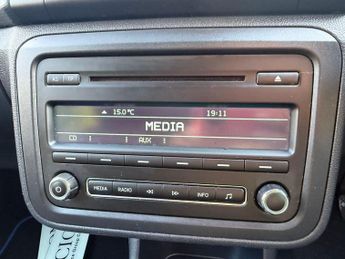 15.0°C 19:11
MEDIA
CD AUX
MEDIA RADIO INFO